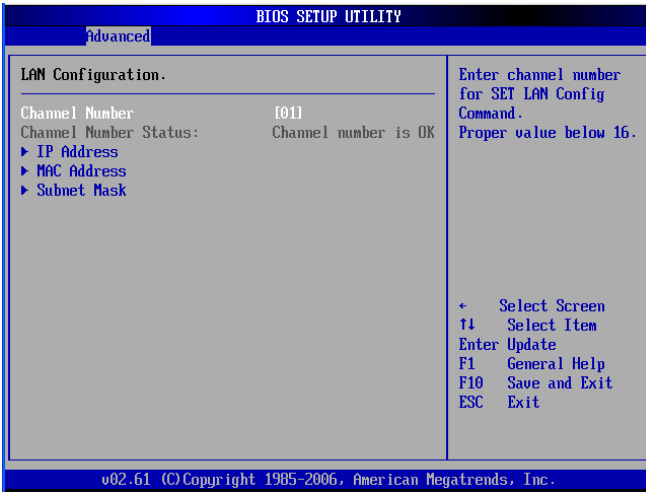 BIOS SETUP UTILITY
Advanced
LAN Configuration.
Channel Number [01]
Channel Number Status: Channel number is OK
▶ IP Address
▶ MAC Address
▶ Subnet Mask
Enter channel number
for SET LAN Config
Command.
Proper value below 16.
← Select Screen
↑↓ Select Item
Enter Update
F1 General Help
F10 Save and Exit
ESC Exit
v02.61 (C)Copyright 1985-2006, American Megatrends, Inc.